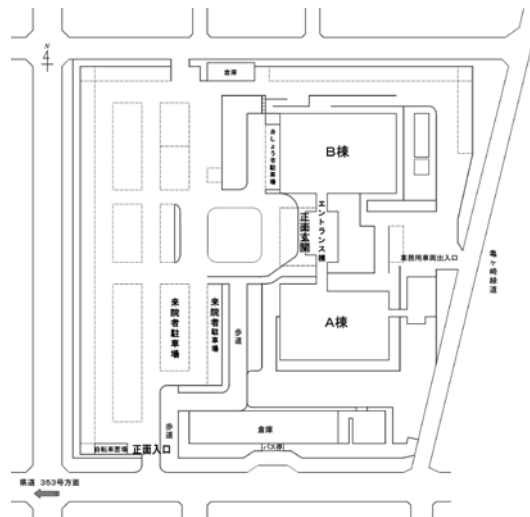 N
倉庫
身しょう者駐車場
B棟
エントランス棟
正面玄関
業務用車両出入口
亀ヶ崎緑道
来院者駐車場
来院者駐車場
歩道
A棟
歩道
倉庫
バス停
自転車置場
正面入口
県道 353号方面